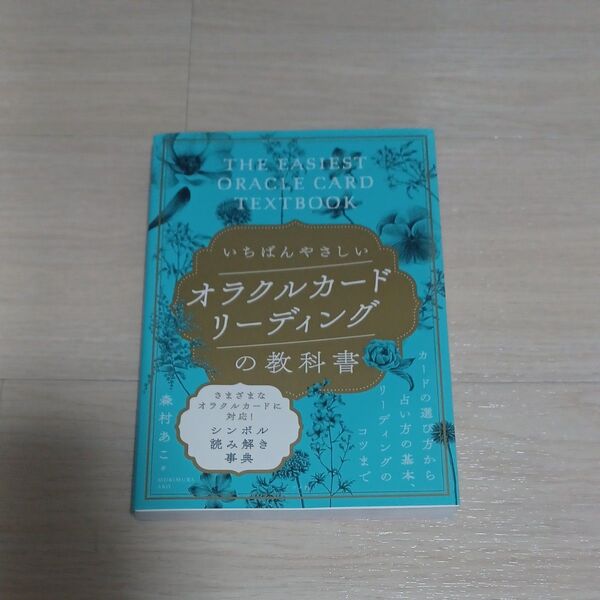 THE EASIEST
ORACLE CARD
TEXTBOOK
いちばんやさしい
オラクルカード
リーディング
の教科書
カードの選び方から
占い方の基本、
リーディングの
コツまで
さまざまな
オラクルカードに
対応！
シンボル
読み解き
事典
森村あこ 著
MORIMURA
AKO